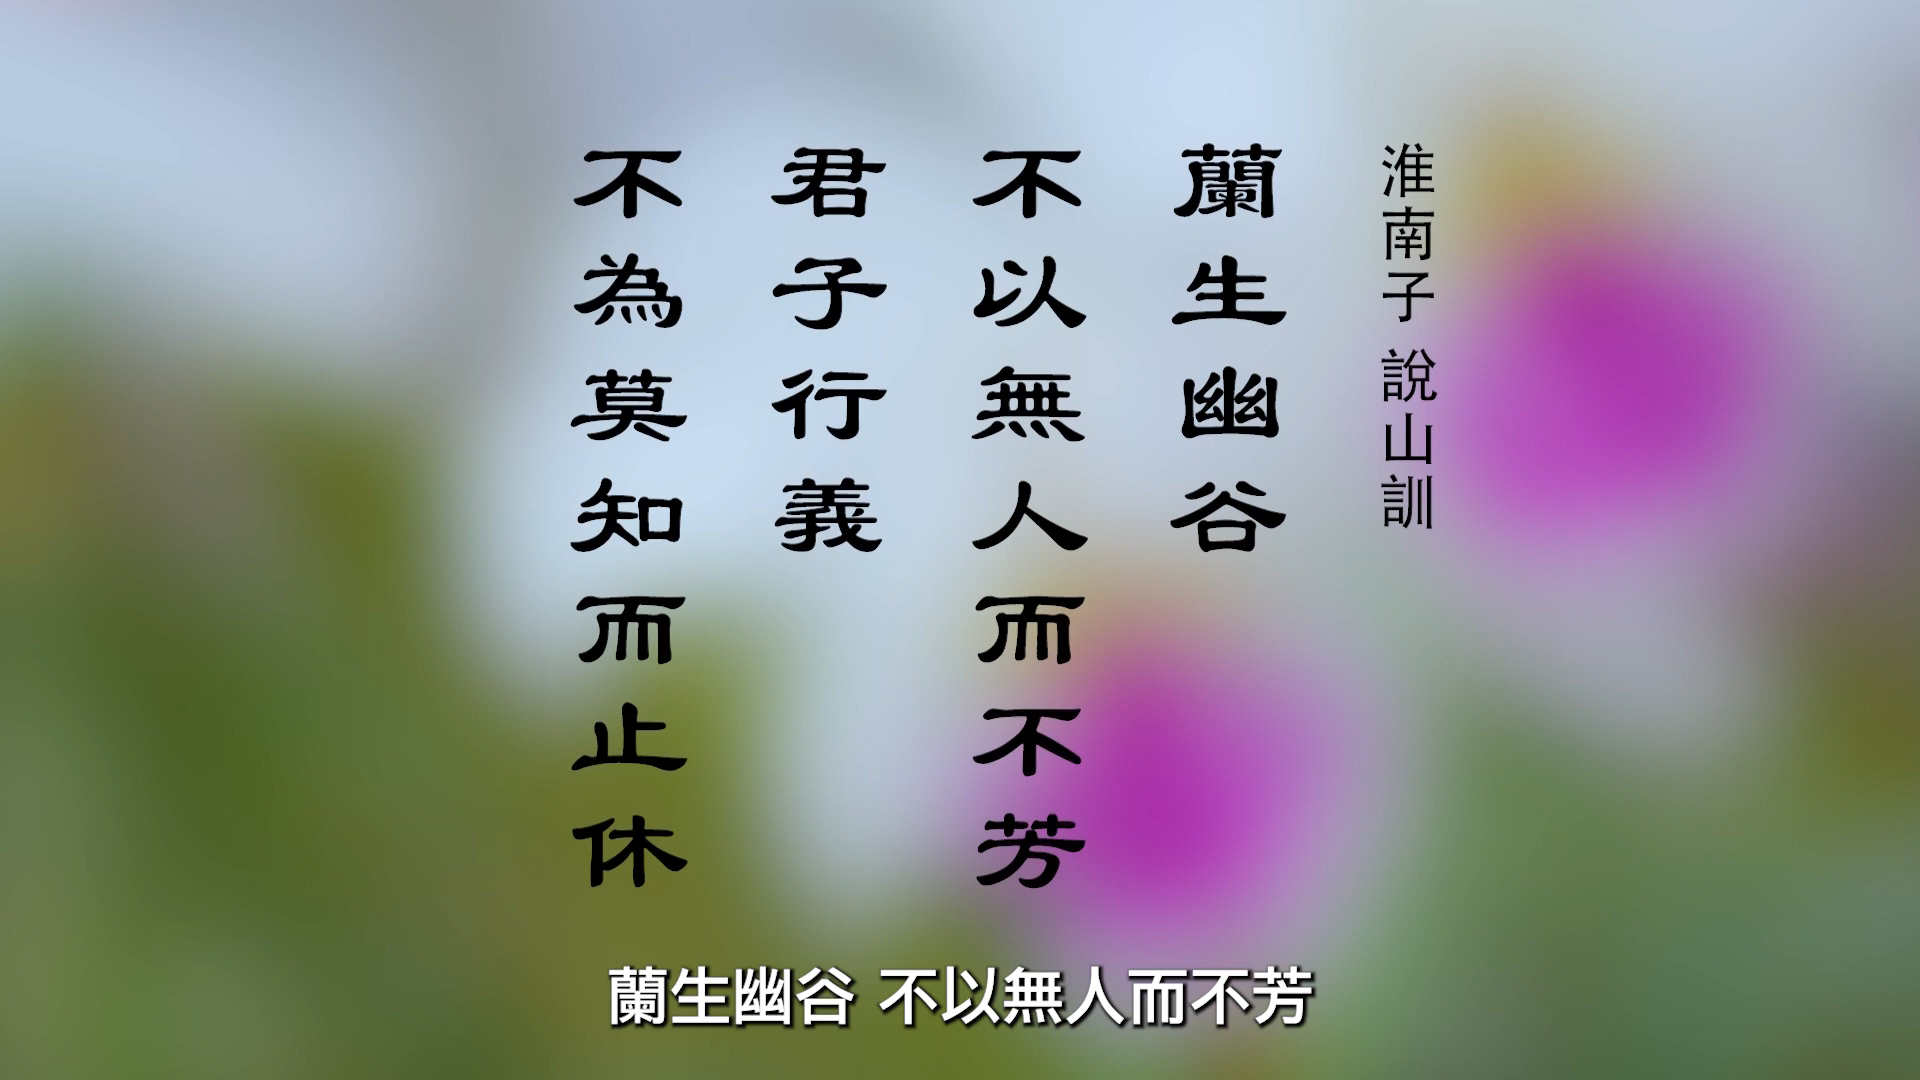 淮南子 說山訓
蘭生幽谷
不以無人而不芳
君子行義
不為莫知而止休
蘭生幽谷 不以無人而不芳